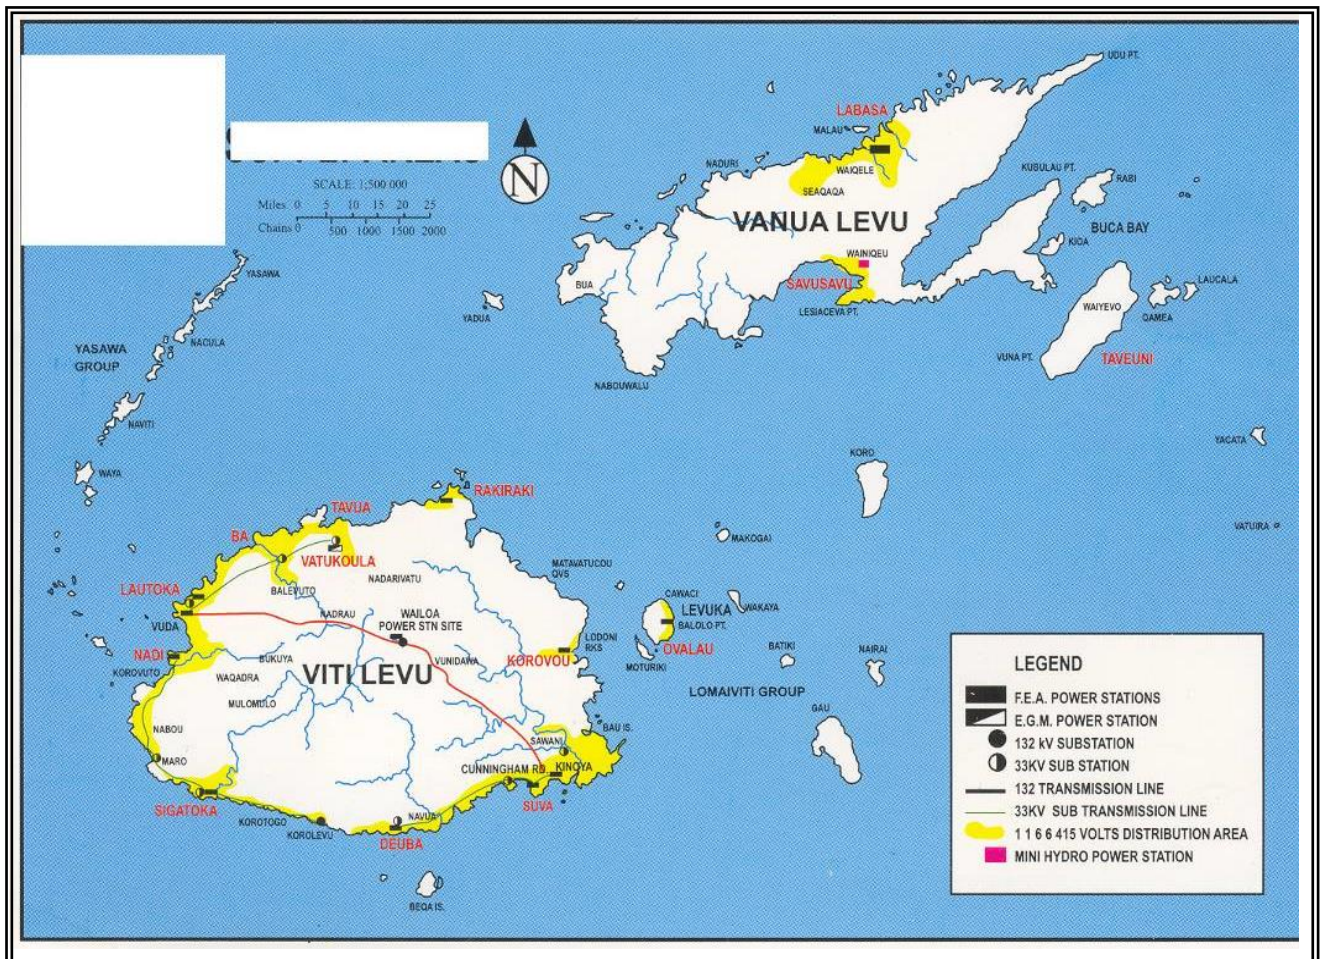 SCALE: 1:500 000
Miles 0 5 10 15 20 25
Chains 0 500 1000 1500 2000
N
UDU PT.
LABASA
MALAU
NADURI
WAIQELE
SEAQAQA
KUBULAU PT.
RABI
VANUA LEVU
BUCA BAY
KIOA
WAINIQEU
SAVUSAVU
BUA
LESIACEVA PT.
LAUCALA
WAIYEVO
QAMEA
VUNA PT.
TAVEUNI
NABOUWALU
YADUA
YASAWA
NACULA
YASAWA
GROUP
NAVITI
WAYA
YACATA
KORO
VATUIRA
MAKOGAI
RAKIRAKI
TAVUA
BA
VATUKOULA
NADARIVATU
MATAVATUCOU
QVS
LAUTOKA
BALEVUTO
CAWACI
LEVUKA
WAKAYA
BALOLO PT.
VUDA
NADRAU
WAILOA
POWER STN SITE
LODONI
RKS
OVALAU
MOTURIKI
BATIKI
NAIRAI
NADI
KOROVUTO
BUKUYA
VITI LEVU
VUNIDAWA
KOROVOU
WAQADRA
MULOMULO
LOMAIVITI GROUP
GAU
NABOU
MARO
SAWANI
BAU IS.
CUNNINGHAM RD.
KINOYA
SIGATOKA
KOROTOGO
KOROLEVU
NAVUA
SUVA
DEUBA
BEQA IS.
LEGEND
F.E.A. POWER STATIONS
E.G.M. POWER STATION
132 kV SUBSTATION
33KV SUB STATION
132 TRANSMISSION LINE
33KV SUB TRANSMISSION LINE
1 1 6 6 415 VOLTS DISTRIBUTION AREA
MINI HYDRO POWER STATION